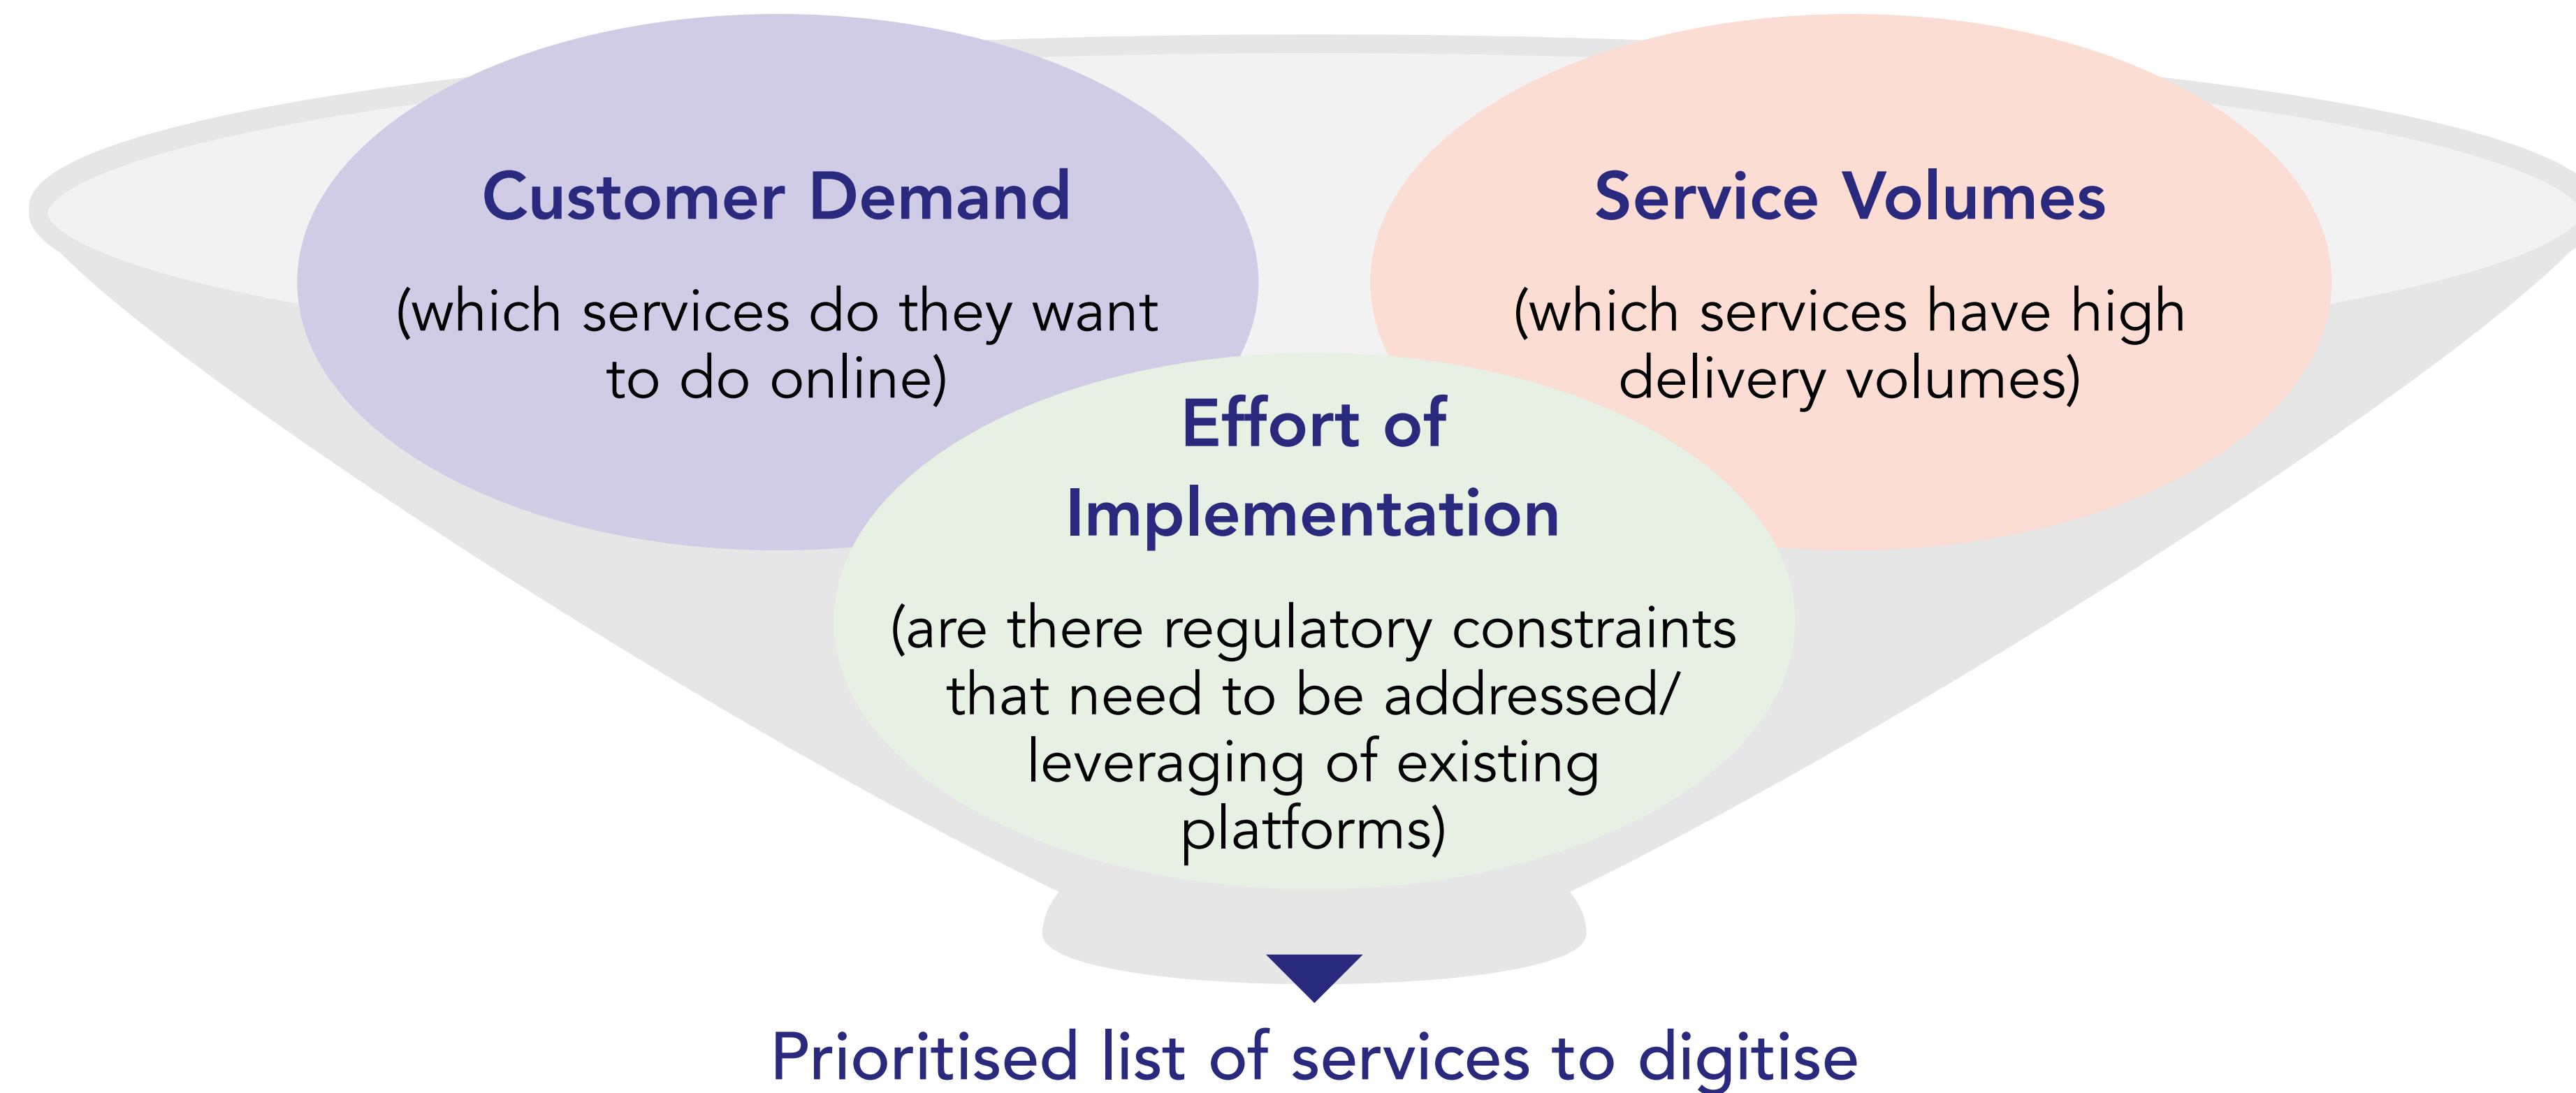 Customer Demand
(which services do they want
to do online)
Service Volumes
(which services have high
delivery volumes)
Effort of
Implementation
(are there regulatory constraints
that need to be addressed/
leveraging of existing
platforms)
Prioritised list of services to digitise